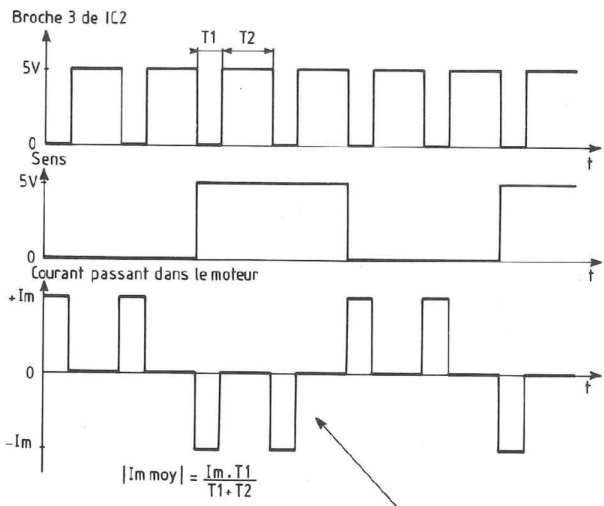 Broche 3 de IC2
T1 T2
5V
0
t
Sens
5V
0
t
Courant passant dans le moteur
+Im
0
t
-Im
|Im moy| = Im.T1 / T1+T2